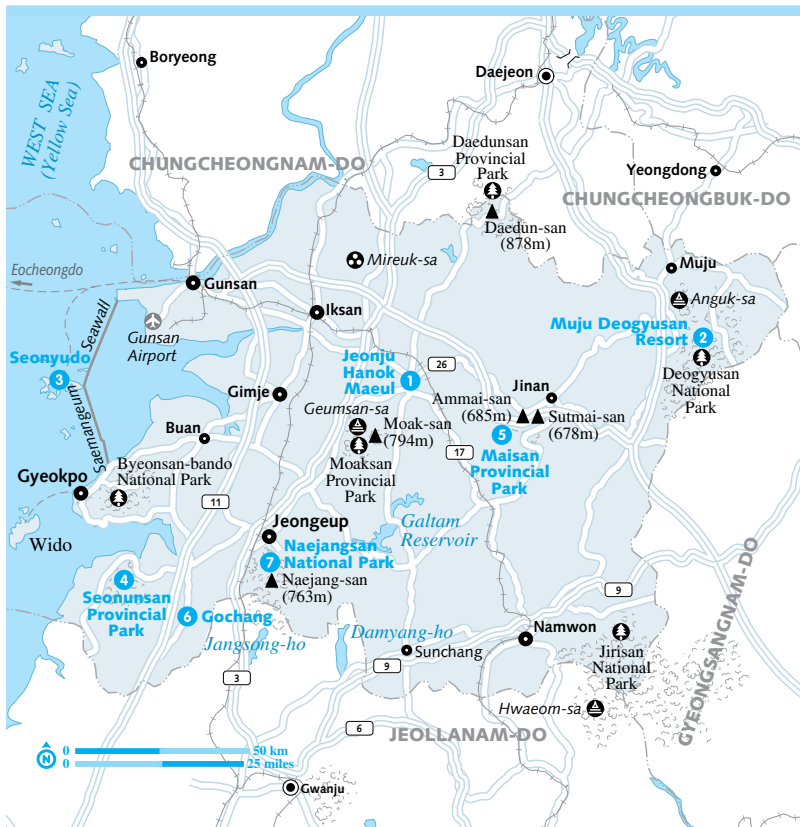 Boryeong
Daejeon
WEST SEA
(Yellow Sea)
CHUNGCHEONGNAM-DO
Daedunsan
Provincial
Park
3
Yeongdong
CHUNGCHEONGBUK-DO
Daedun-san
(878m)
Mireuk-sa
Muju
Eocheongdo
Gunsan
Anguk-sa
Iksan
Seawall
Saemangeum
Gunsan
Airport
Muju Deogyusan
Resort
2
Seonyudo
3
Jeonju
Hanok
Maeul
1
26
Deogyusan
National
Park
Jinan
Gimje
Ammai-san
(685m)
Sutmai-san
(678m)
Geumsan-sa
Moak-san
(794m)
Buan
5
Maisan
Provincial
Park
17
Moaksan
Provincial
Park
Byeonsan-bando
National Park
Gyeokpo
11
Galtam
Reservoir
Jeongeup
Wido
7
Naejangsan
National Park
Naejang-san
(763m)
4
Seonunsan
Provincial
Park
9
6
Gochang
Jangsong-ho
Damyang-ho
Namwon
Sunchang
Jirisan
National
Park
GYEONGSANGNAM-DO
9
3
Hwaeom-sa
6
JEOLLANAM-DO
N
0
50 km
0
25 miles
Gwanju